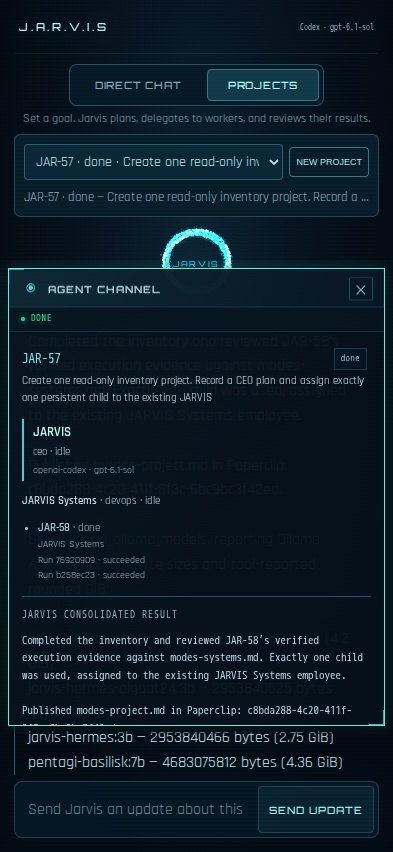 J.A.R.V.I.S
Codex · gpt-6.1-sol
DIRECT CHAT
PROJECTS
Set a goal. Jarvis plans, delegates to workers, and reviews their results.
JAR-57 · done · Create one read-only inv
NEW PROJECT
JAR-57 · done — Create one read-only inventory project. Record a ...
JARVIS
AGENT CHANNEL
DONE
JAR-57
done
Create one read-only inventory project. Record a CEO plan and assign exactly
one persistent child to the existing JARVIS
JARVIS
ceo · idle
openai-codex · gpt-6.1-sol
JARVIS Systems · devops · idle
JAR-58 · done
JARVIS Systems
Run 76920909 · succeeded
Run b258ec23 · succeeded
JARVIS CONSOLIDATED RESULT
Completed the inventory and reviewed JAR-58's verified
execution evidence against modes-systems.md. Exactly one child
was used, assigned to the existing JARVIS Systems employee.
Published modes-project.md in Paperclip: c8bda288-4c20-411f-
jarvis-hermes:3b — 2953840466 bytes (2.75 GiB)
pentagi-basilisk:7b — 4683075812 bytes (4.36 GiB)
Send Jarvis an update about this
SEND UPDATE